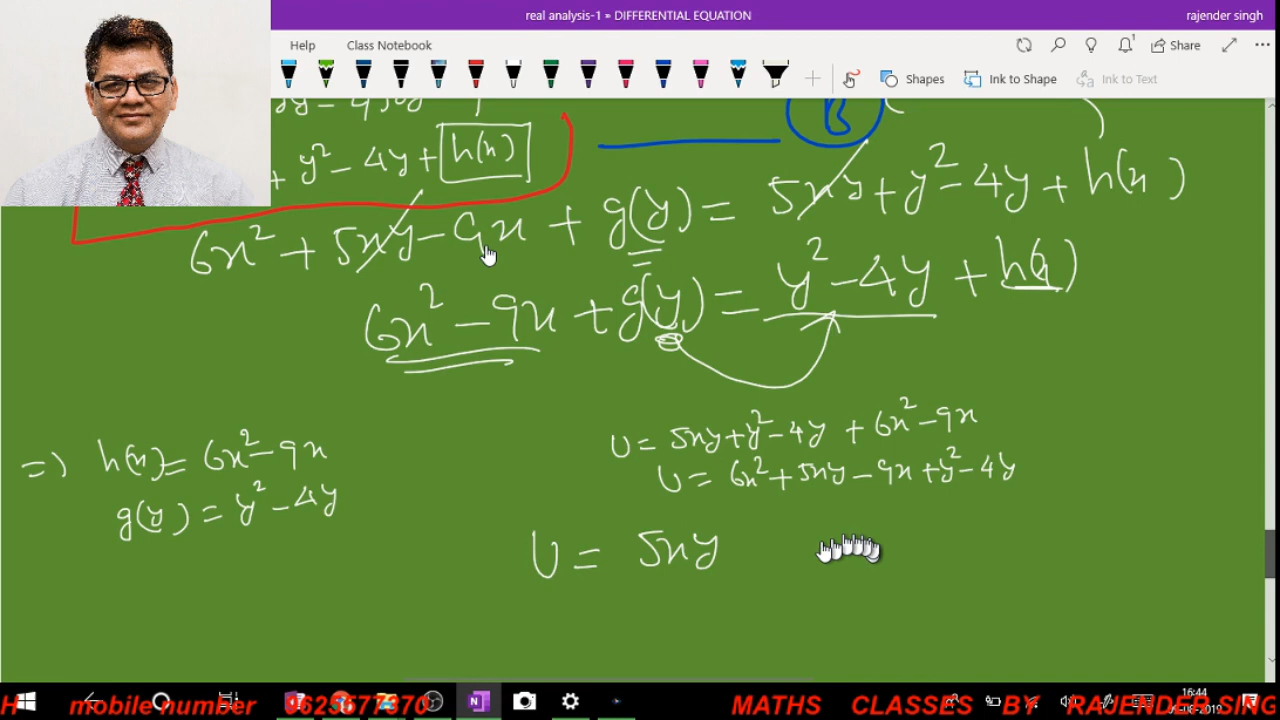 real analysis-1 » DIFFERENTIAL EQUATION
rajender singh
Help Class Notebook
Share
Shapes Ink to Shape Ink to Text
+ y² - 4y + h(x)
B
6x² + 5xy - 9x + g(y) = 5xy + y² - 4y + h(x)
6x² - 9x + g(y) = y² - 4y +
U = 5xy + y² - 4y + 6x² - 9x
=) h(x) = 6x² - 9x
U = 6x² + 5xy - 9x + y² - 4y
g(y) = y² - 4y
U = 5xy
16:44
H mobile number MATHS CLASSES BY RAJENDER SING